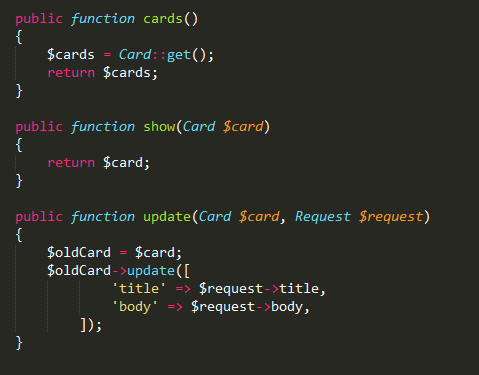 public function cards()
{
    $cards = Card::get();
    return $cards;
}

public function show(Card $card)
{
    return $card;
}

public function update(Card $card, Request $request)
{
    $oldCard = $card;
    $oldCard->update([
            'title' => $request->title,
            'body' => $request->body,
        ]);
}